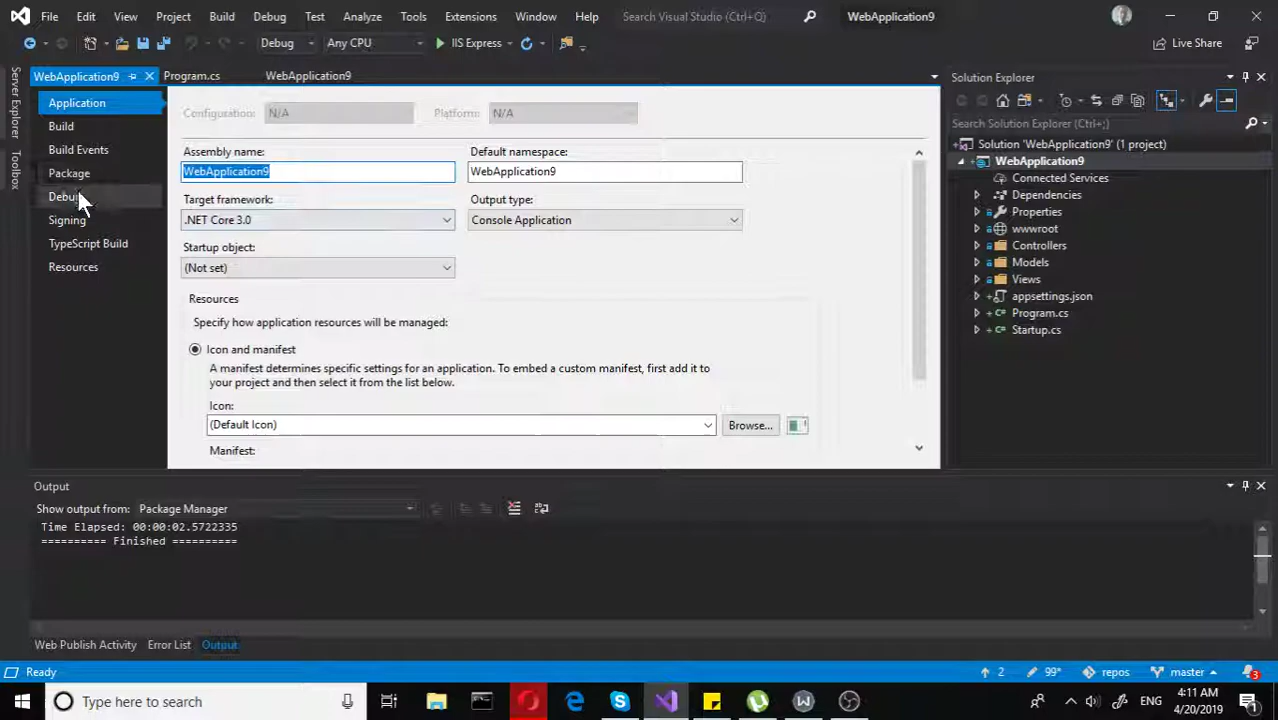 File Edit View Project Build Debug Test Analyze Tools Extensions Window Help Search Visual Studio WebApplication9
Debug Any CPU IIS Express Live Share
Server Explorer
Toolbox
WebApplication9 Program.cs WebApplication9
Application
Build
Build Events
Package
Debug
Signing
TypeScript Build
Resources
Configuration: N/A Platform: N/A
Assembly name: Default namespace:
WebApplication9 WebApplication9
Target framework: Output type:
.NET Core 3.0 Console Application
Startup object:
(Not set)
Resources
Specify how application resources will be managed:
Icon and manifest
A manifest determines specific settings for an application. To embed a custom manifest, first add it to
your project and then select it from the list below.
Icon:
(Default Icon) Browse...
Manifest:
Solution Explorer
Search Solution Explorer (Ctrl+;)
Solution 'WebApplication9' (1 project)
WebApplication9
Connected Services
Dependencies
Properties
wwwroot
Controllers
Models
Views
appsettings.json
Program.cs
Startup.cs
Output
Show output from: Package Manager
Time Elapsed: 00:00:02.5722335
========== Finished ==========
Web Publish Activity Error List Output
Ready 2 99* repos master 3
Type here to search ENG 4:11 AM
4/20/2019 1